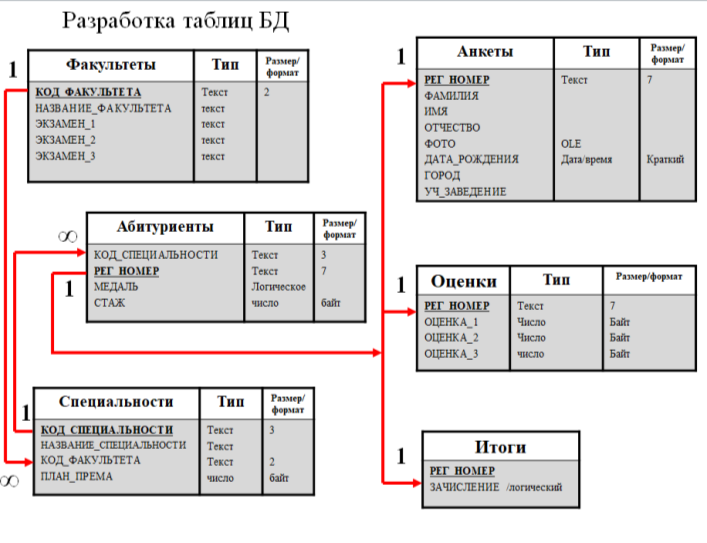 Разработка таблиц БД
1
Факультеты Тип Размер/
формат
КОД_ФАКУЛЬТЕТА Текст 2
НАЗВАНИЕ_ФАКУЛЬТЕТА текст
ЭКЗАМЕН_1 текст
ЭКЗАМЕН_2 текст
ЭКЗАМЕН_3 текст
1
Анкеты Тип Размер/
формат
РЕГ_НОМЕР Текст 7
ФАМИЛИЯ
ИМЯ
ОТЧЕСТВО
ФОТО OLE
ДАТА_РОЖДЕНИЯ Дата/время Краткий
ГОРОД
УЧ_ЗАВЕДЕНИЕ
∞
Абитуриенты Тип Размер/
формат
КОД_СПЕЦИАЛЬНОСТИ Текст 3
РЕГ_НОМЕР Текст 7
МЕДАЛЬ Логическое
СТАЖ число байт
1
1
Оценки Тип Размер/формат
РЕГ_НОМЕР Текст 7
ОЦЕНКА_1 Число Байт
ОЦЕНКА_2 Число Байт
ОЦЕНКА_3 число Байт
1
Специальности Тип Размер/
формат
КОД_СПЕЦИАЛЬНОСТИ Текст 3
НАЗВАНИЕ_СПЕЦИАЛЬНОСТИ Текст
КОД_ФАКУЛЬТЕТА Текст 2
ПЛАН_ПРЕМА число байт
∞
1
Итоги
РЕГ_НОМЕР
ЗАЧИСЛЕНИЕ /логический